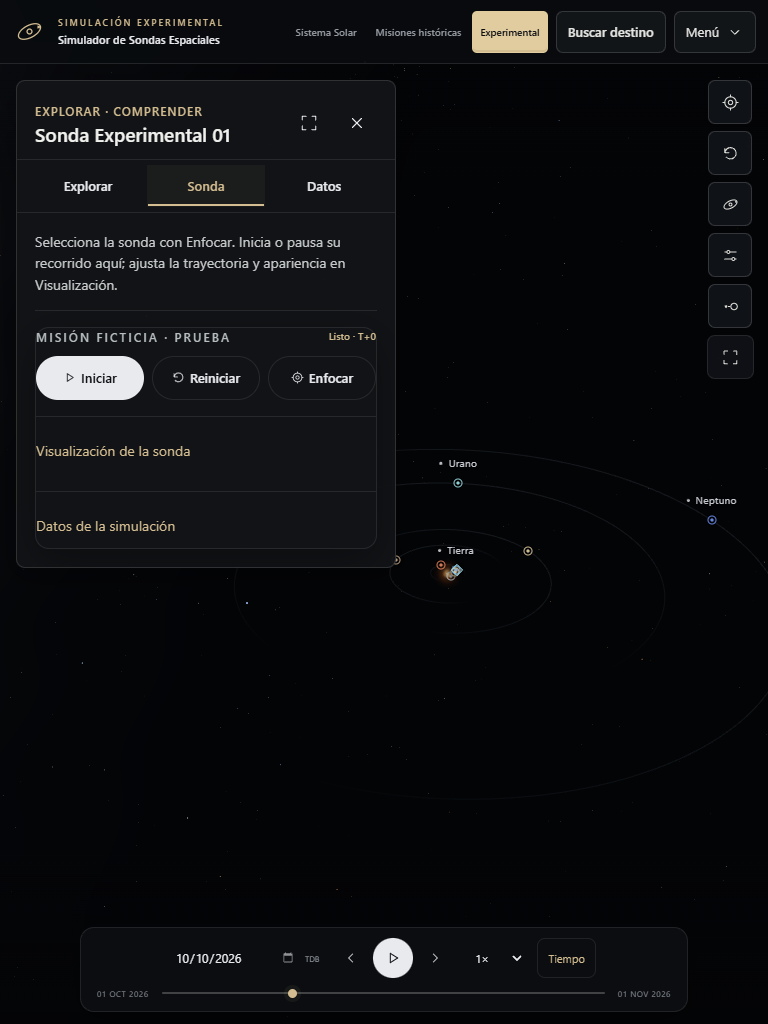 SIMULACIÓN EXPERIMENTAL
Simulador de Sondas Espaciales
Sistema Solar
Misiones históricas
Experimental
Buscar destino
Menú
EXPLORAR · COMPRENDER
Sonda Experimental 01
Explorar
Sonda
Datos
Selecciona la sonda con Enfocar. Inicia o pausa su
recorrido aquí; ajusta la trayectoria y apariencia en
Visualización.
MISIÓN FICTICIA · PRUEBA
Listo · T+0
Iniciar
Reiniciar
Enfocar
Visualización de la sonda
Datos de la simulación
Urano
Neptuno
Tierra
10/10/2026
TDB
1×
Tiempo
01 OCT 2026
01 NOV 2026